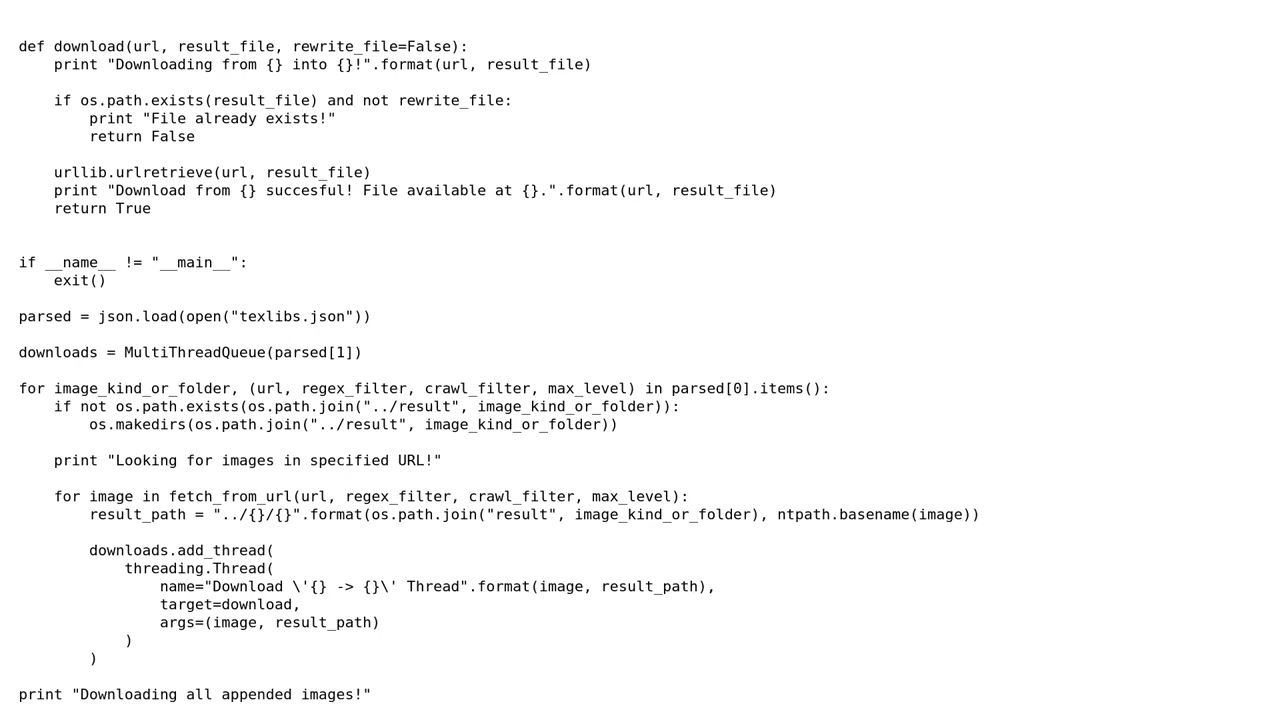 def download(url, result_file, rewrite_file=False):
    print "Downloading from {} into {}!".format(url, result_file)

    if os.path.exists(result_file) and not rewrite_file:
        print "File already exists!"
        return False

    urllib.urlretrieve(url, result_file)
    print "Download from {} succesful! File available at {}.".format(url, result_file)
    return True


if __name__ != "__main__":
    exit()

parsed = json.load(open("texlibs.json"))

downloads = MultiThreadQueue(parsed[1])

for image_kind_or_folder, (url, regex_filter, crawl_filter, max_level) in parsed[0].items():
    if not os.path.exists(os.path.join("../result", image_kind_or_folder)):
        os.makedirs(os.path.join("../result", image_kind_or_folder))

    print "Looking for images in specified URL!"

    for image in fetch_from_url(url, regex_filter, crawl_filter, max_level):
        result_path = "../{}/{}".format(os.path.join("result", image_kind_or_folder), ntpath.basename(image))

        downloads.add_thread(
            threading.Thread(
                name="Download \'{} -> {}\' Thread".format(image, result_path),
                target=download,
                args=(image, result_path)
            )
        )

print "Downloading all appended images!"